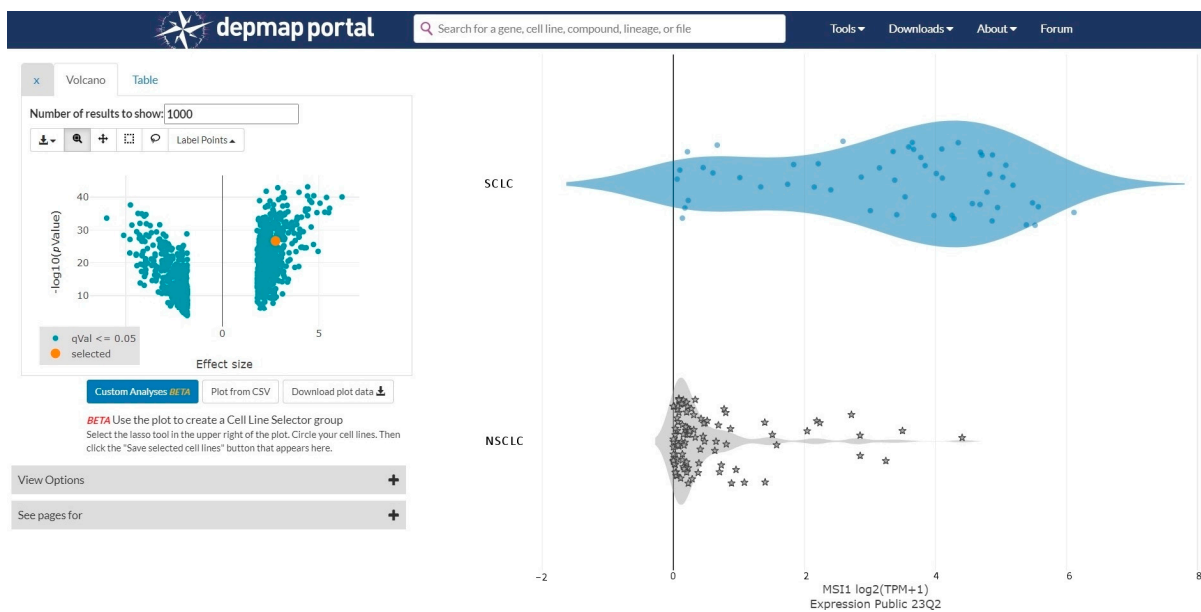 depmap portal
Search for a gene, cell line, compound, lineage, or file
Tools Downloads About Forum
x Volcano Table
Number of results to show: 1000
Label Points
40
30
20
10
-log10(pValue)
0 5
qVal <= 0.05
selected
Effect size
Custom Analyses BETA Plot from CSV Download plot data
BETA Use the plot to create a Cell Line Selector group
Select the lasso tool in the upper right of the plot. Circle your cell lines. Then
click the "Save selected cell lines" button that appears here.
View Options +
See pages for +
SCLC
NSCLC
−2 0 2 4 6 8
MSI1 log2(TPM+1)
Expression Public 23Q2